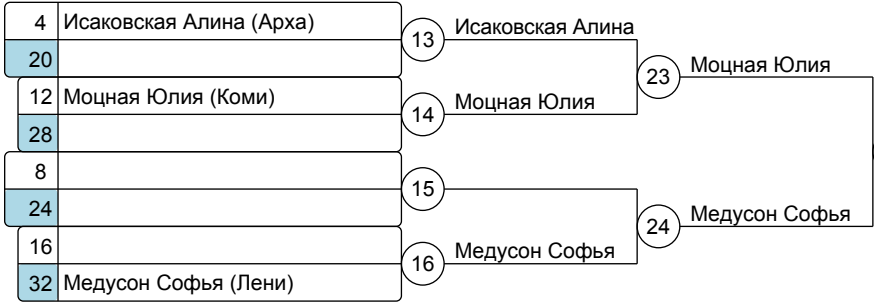 4 Исаковская Алина (Арха)
20
12 Моцная Юлия (Коми)
28
8
24
16
32 Медусон Софья (Лени)
13 Исаковская Алина
14 Моцная Юлия
15
16 Медусон Софья
23 Моцная Юлия
24 Медусон Софья